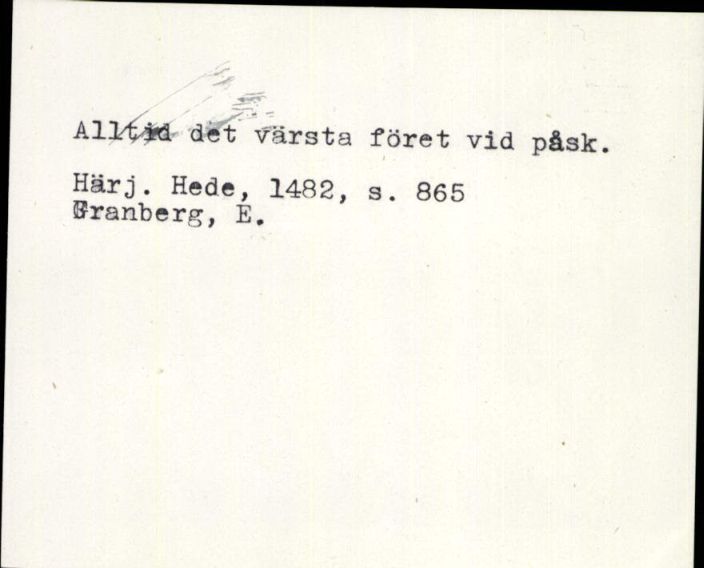 Alltid det värsta föret vid påsk.
Härj. Hede, 1482, s. 865
Granberg, E.